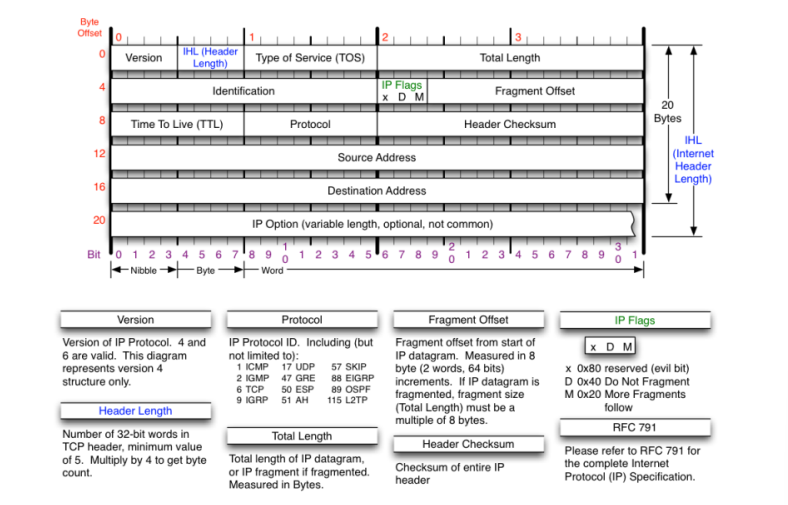 Byte
Offset
0 1 2 3
0 Version IHL (Header Length) Type of Service (TOS) Total Length
4 Identification IP Flags x D M Fragment Offset
8 Time To Live (TTL) Protocol Header Checksum
12 Source Address
16 Destination Address
20 IP Option (variable length, optional, not common)
20
Bytes
IHL
(Internet
Header
Length)
Bit 0 1 2 3 4 5 6 7 8 9 10 1 2 3 4 5 6 7 8 9 20 1 2 3 4 5 6 7 8 9 30 1
Nibble Byte Word
Version
Version of IP Protocol. 4 and
6 are valid. This diagram
represents version 4
structure only.
Header Length
Number of 32-bit words in
TCP header, minimum value
of 5. Multiply by 4 to get byte
count.
Protocol
IP Protocol ID. Including (but
not limited to):
1 ICMP 17 UDP 57 SKIP
2 IGMP 47 GRE 88 EIGRP
6 TCP 50 ESP 89 OSPF
9 IGRP 51 AH 115 L2TP
Total Length
Total length of IP datagram,
or IP fragment if fragmented.
Measured in Bytes.
Fragment Offset
Fragment offset from start of
IP datagram. Measured in 8
byte (2 words, 64 bits)
increments. If IP datagram is
fragmented, fragment size
(Total Length) must be a
multiple of 8 bytes.
Header Checksum
Checksum of entire IP
header
IP Flags
x D M
x 0x80 reserved (evil bit)
D 0x40 Do Not Fragment
M 0x20 More Fragments
follow
RFC 791
Please refer to RFC 791 for
the complete Internet
Protocol (IP) Specification.